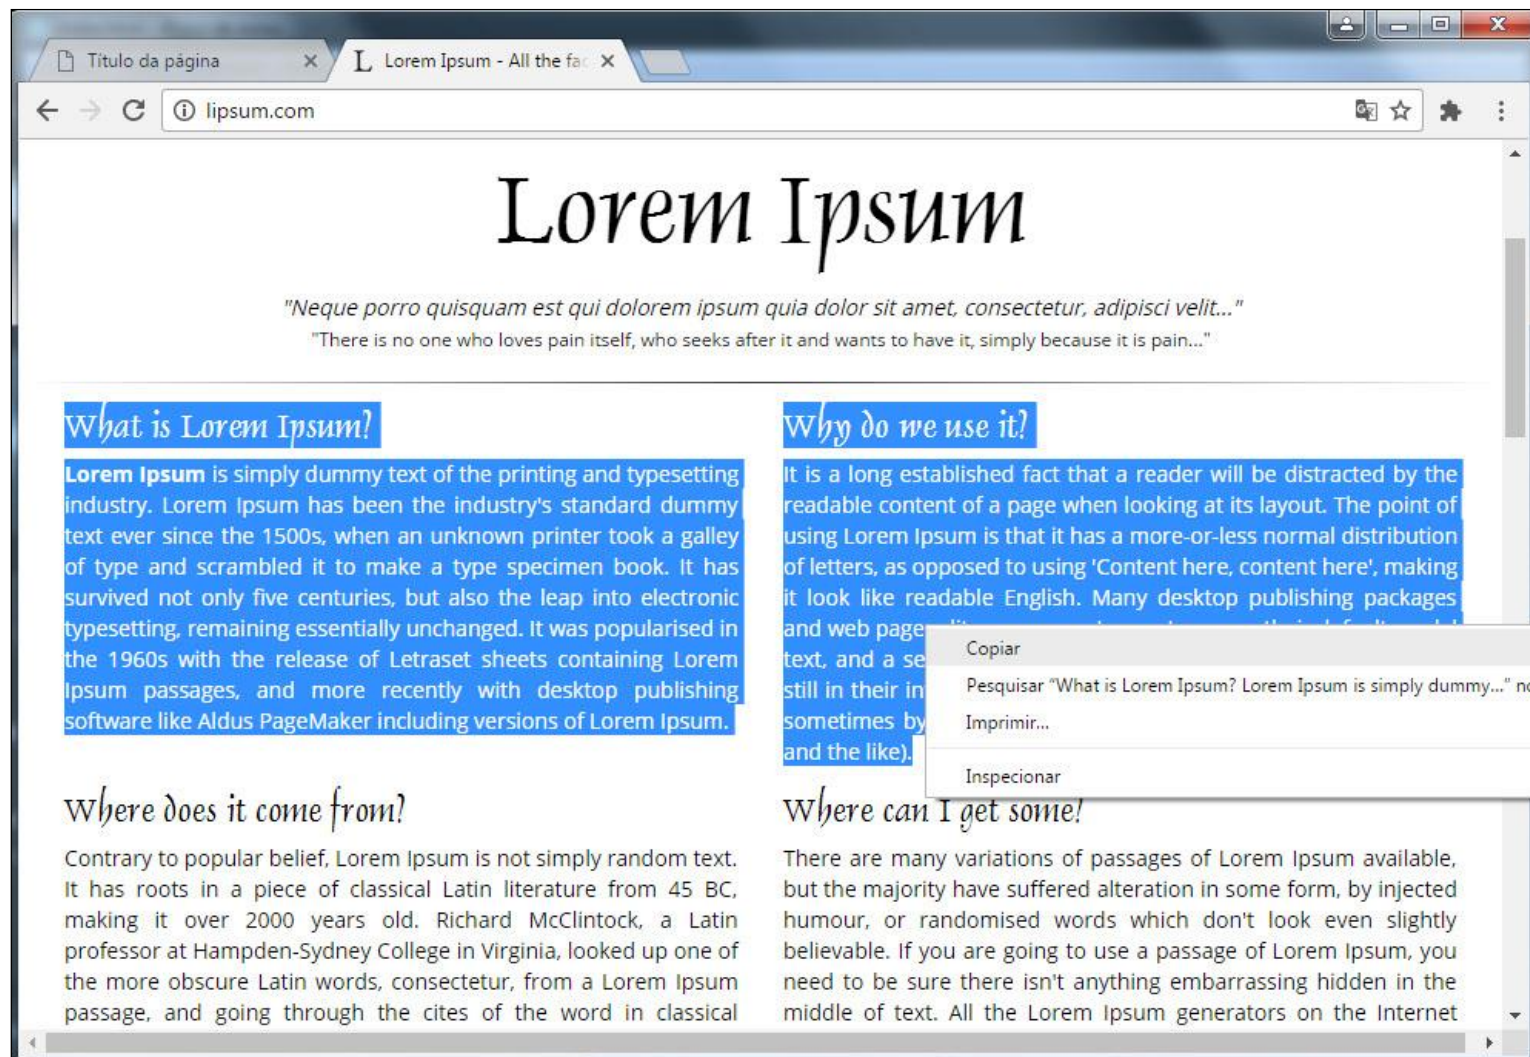 Título da página
Lorem Ipsum - All the fac
lipsum.com
Lorem Ipsum
"Neque porro quisquam est qui dolorem ipsum quia dolor sit amet, consectetur, adipisci velit..."
"There is no one who loves pain itself, who seeks after it and wants to have it, simply because it is pain..."
What is Lorem Ipsum?
Lorem Ipsum is simply dummy text of the printing and typesetting
industry. Lorem Ipsum has been the industry's standard dummy
text ever since the 1500s, when an unknown printer took a galley
of type and scrambled it to make a type specimen book. It has
survived not only five centuries, but also the leap into electronic
typesetting, remaining essentially unchanged. It was popularised in
the 1960s with the release of Letraset sheets containing Lorem
Ipsum passages, and more recently with desktop publishing
software like Aldus PageMaker including versions of Lorem Ipsum.
Why do we use it?
It is a long established fact that a reader will be distracted by the
readable content of a page when looking at its layout. The point of
using Lorem Ipsum is that it has a more-or-less normal distribution
of letters, as opposed to using 'Content here, content here', making
it look like readable English. Many desktop publishing packages
and web page
text, and a se
still in their in
sometimes by
and the like).
Copiar
Pesquisar "What is Lorem Ipsum? Lorem Ipsum is simply dummy..." no
Imprimir...
Inspecionar
Where does it come from?
Contrary to popular belief, Lorem Ipsum is not simply random text.
It has roots in a piece of classical Latin literature from 45 BC,
making it over 2000 years old. Richard McClintock, a Latin
professor at Hampden-Sydney College in Virginia, looked up one of
the more obscure Latin words, consectetur, from a Lorem Ipsum
passage, and going through the cites of the word in classical
Where can I get some?
There are many variations of passages of Lorem Ipsum available,
but the majority have suffered alteration in some form, by injected
humour, or randomised words which don't look even slightly
believable. If you are going to use a passage of Lorem Ipsum, you
need to be sure there isn't anything embarrassing hidden in the
middle of text. All the Lorem Ipsum generators on the Internet